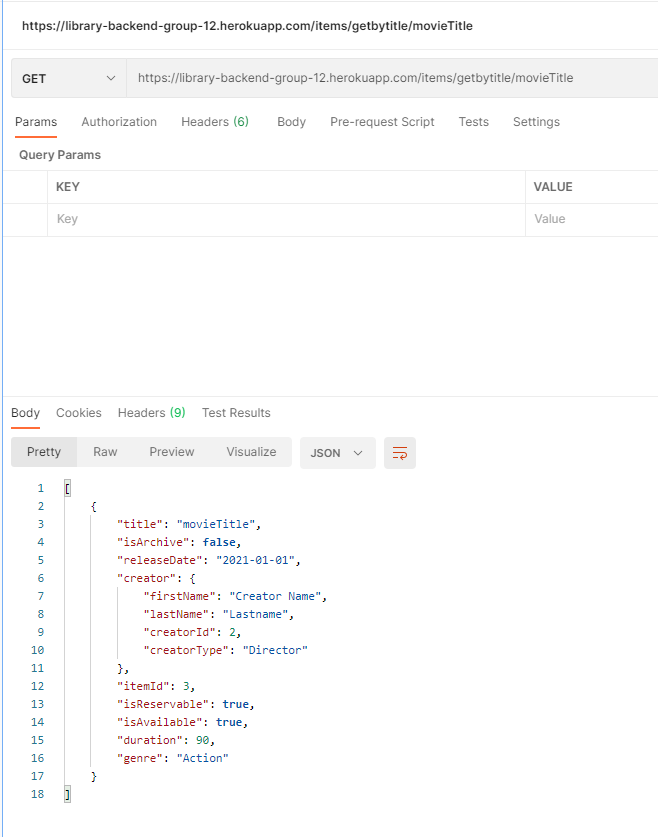 https://library-backend-group-12.herokuapp.com/items/getbytitle/movieTitle
GET https://library-backend-group-12.herokuapp.com/items/getbytitle/movieTitle
Params Authorization Headers (6) Body Pre-request Script Tests Settings
Query Params
KEY VALUE
Key Value
Body Cookies Headers (9) Test Results
Pretty Raw Preview Visualize JSON
1 [
2 {
3 "title": "movieTitle",
4 "isArchive": false,
5 "releaseDate": "2021-01-01",
6 "creator": {
7 "firstName": "Creator Name",
8 "lastName": "Lastname",
9 "creatorId": 2,
10 "creatorType": "Director"
11 },
12 "itemId": 3,
13 "isReservable": true,
14 "isAvailable": true,
15 "duration": 90,
16 "genre": "Action"
17 }
18 ]